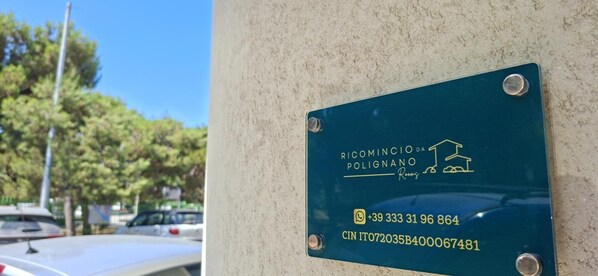 RICOMINCIO DA
POLIGNANO
Rooms
+39 333 31 96 864
CIN IT072035B400067481